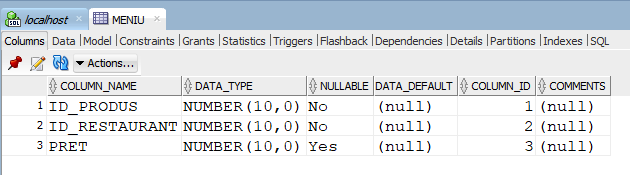 SQL localhost × MENIU ×
Columns Data Model Constraints Grants Statistics Triggers Flashback Dependencies Details Partitions Indexes SQL
Actions...
COLUMN_NAME DATA_TYPE NULLABLE DATA_DEFAULT COLUMN_ID COMMENTS
1 ID_PRODUS NUMBER(10,0) No (null) 1 (null)
2 ID_RESTAURANT NUMBER(10,0) No (null) 2 (null)
3 PRET NUMBER(10,0) Yes (null) 3 (null)